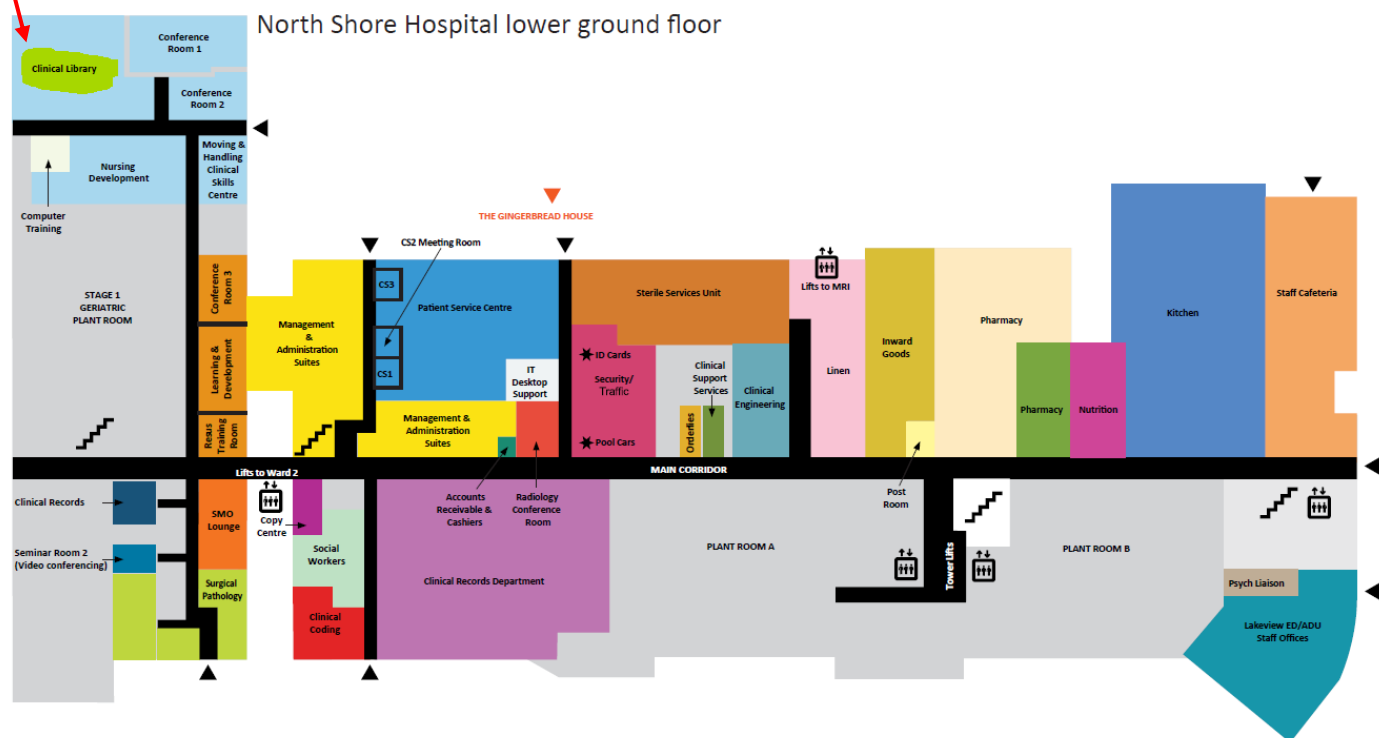 North Shore Hospital lower ground floor
Conference
Room 1
Clinical Library
Conference
Room 2
Moving &
Handling
Clinical
Skills
Centre
Nursing
Development
Computer
Training
THE GINGERBREAD HOUSE
CS2 Meeting Room
STAGE 1
GERIATRIC
PLANT ROOM
Conference
Room 3
Learning &
Development
Resus
Training
Room
Management
&
Administration
Suites
CS3
Patient Service Centre
CS1
IT
Desktop
Support
Management &
Administration
Suites
Sterile Services Unit
ID Cards
Security/
Traffic
Pool Cars
Clinical
Support
Services
Orderlies
Clinical
Engineering
Lifts to MRI
Linen
Inward
Goods
Pharmacy
Pharmacy
Nutrition
Kitchen
Staff Cafeteria
Lifts to Ward 2
MAIN CORRIDOR
Clinical Records
SMO
Lounge
Copy
Centre
Accounts
Receivable &
Cashiers
Radiology
Conference
Room
Post
Room
Seminar Room 2
(Video conferencing)
Social
Workers
Surgical
Pathology
Clinical
Coding
Clinical Records Department
PLANT ROOM A
Tower Lifts
PLANT ROOM B
Psych Liaison
Lakeview ED/ADU
Staff Offices